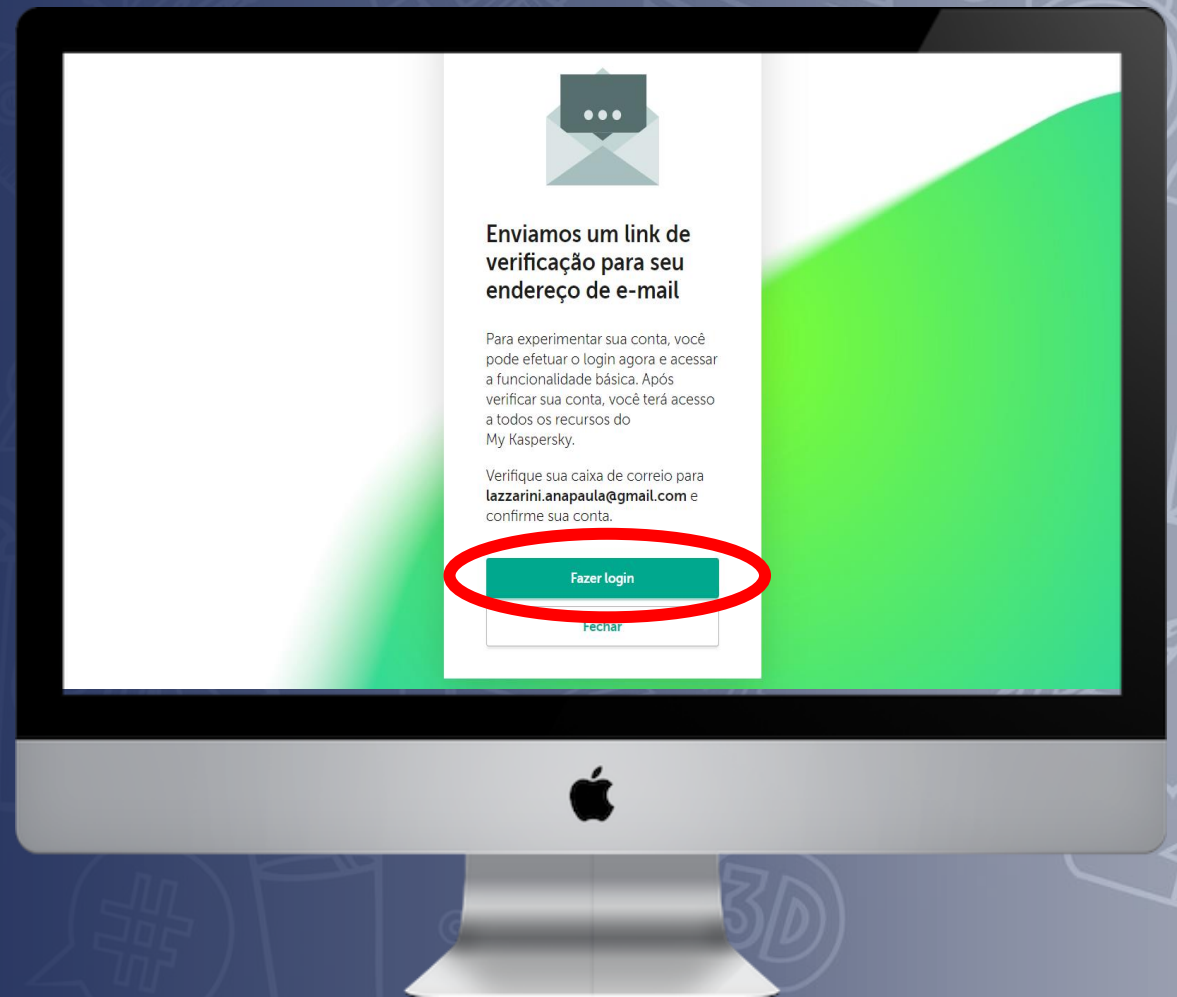 Enviamos um link de
verificação para seu
endereço de e-mail
Para experimentar sua conta, você
pode efetuar o login agora e acessar
a funcionalidade básica. Após
verificar sua conta, você terá acesso
a todos os recursos do
My Kaspersky.
Verifique sua caixa de correio para
lazzarini.anapaula@gmail.com e
confirme sua conta.
Fazer login
Fechar
#
3D